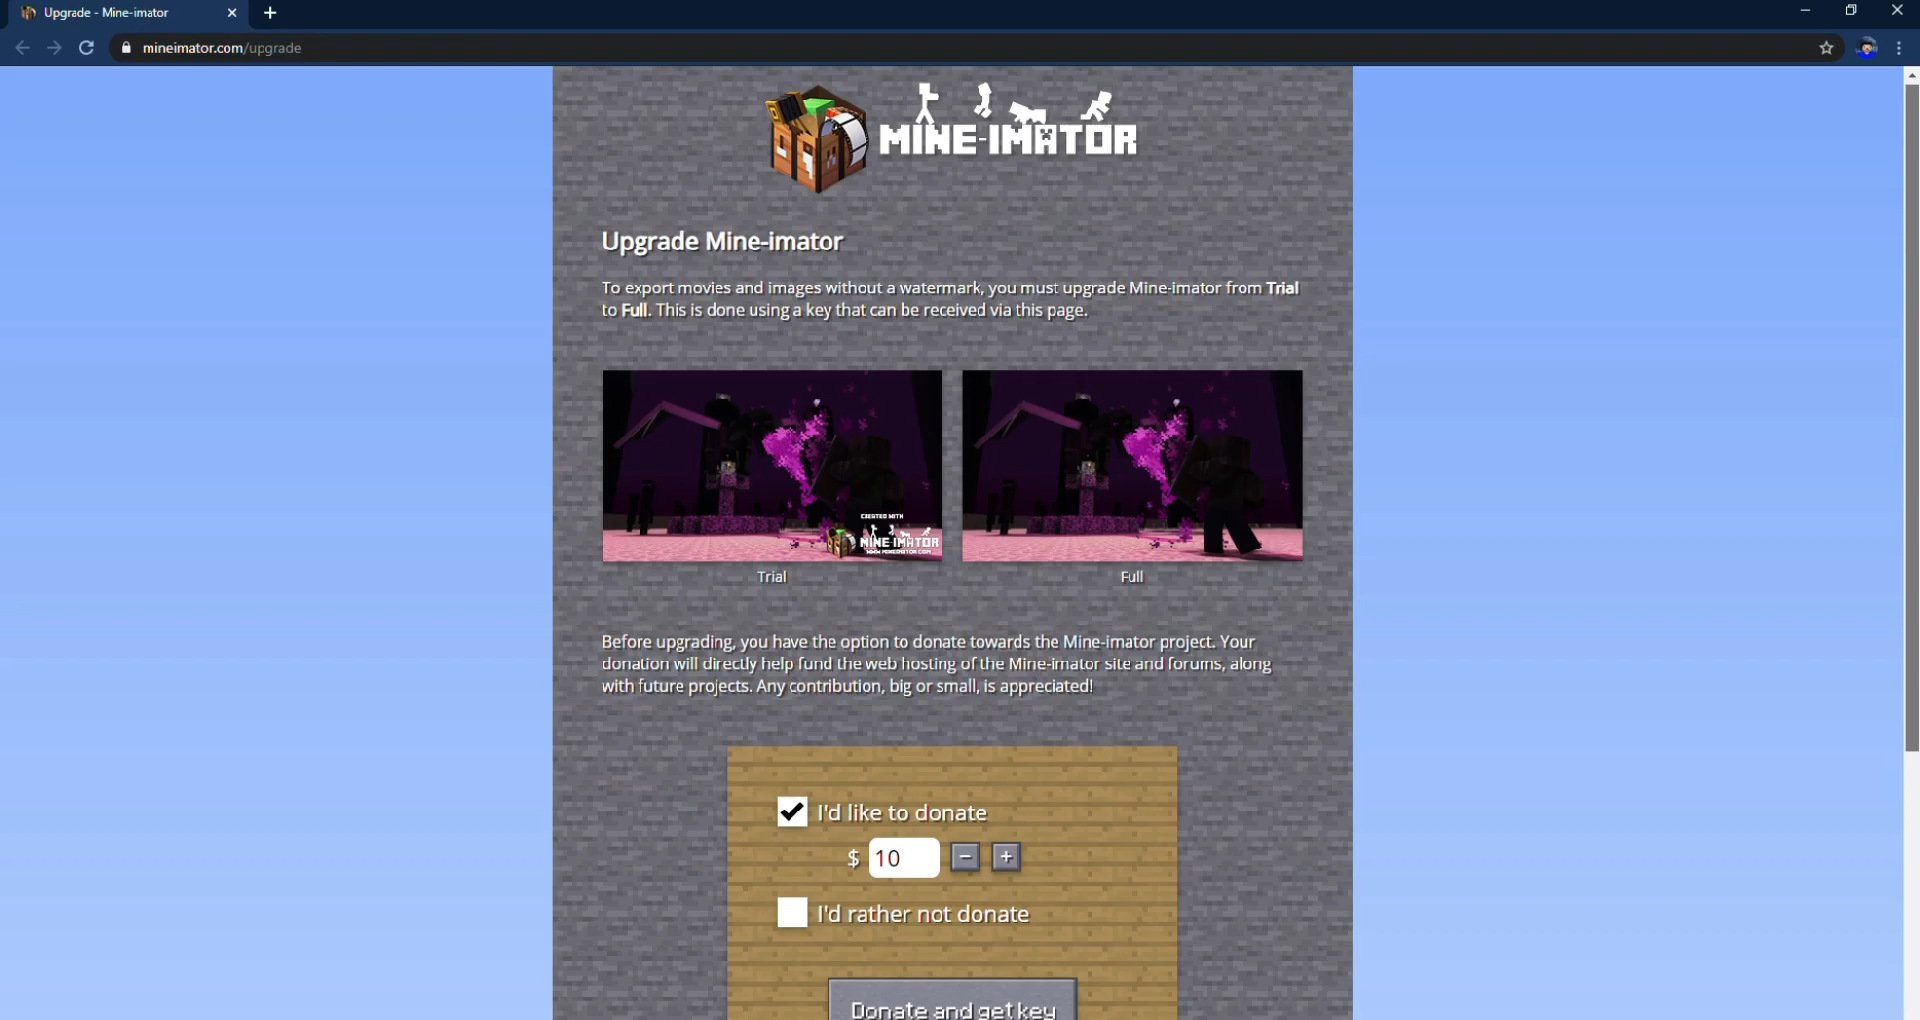 Upgrade - Mine-imator
mineimator.com/upgrade
MINE-IMATOR
Upgrade Mine-imator
To export movies and images without a watermark, you must upgrade Mine-imator from Trial
to Full. This is done using a key that can be received via this page.
CREATED WITH
MINE IMATOR
WWW.MINEIMATOR.COM
Trial
Full
Before upgrading, you have the option to donate towards the Mine-imator project. Your
donation will directly help fund the web hosting of the Mine-imator site and forums, along
with future projects. Any contribution, big or small, is appreciated!
I'd like to donate
$ 10 − +
I'd rather not donate
Donate and get key